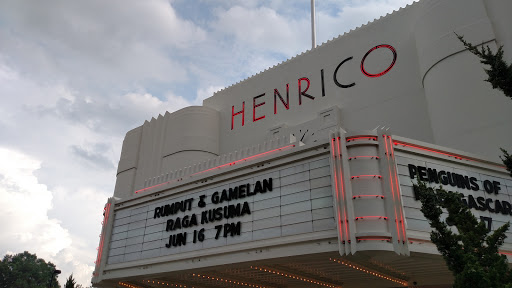 HENRICO
RUMPUT & GAMELAN
RAGA KUSUMA
JUN 16 7PM
PENGUINS OF